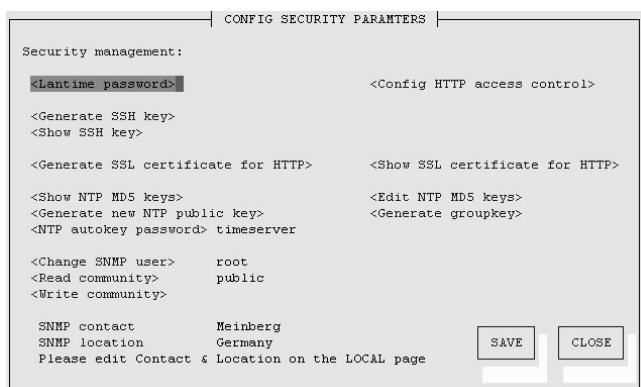 CONFIG SECURITY PARAMTERS
Security management:
<Lantime password> <Config HTTP access control>
<Generate SSH key>
<Show SSH key>
<Generate SSL certificate for HTTP> <Show SSL certificate for HTTP>
<Show NTP MD5 keys> <Edit NTP MD5 keys>
<Generate new NTP public key> <Generate groupkey>
<NTP autokey password> timeserver
<Change SNMP user> root
<Read community> public
<Write community>
SNMP contact Meinberg
SNMP location Germany
Please edit Contact & Location on the LOCAL page
SAVE CLOSE